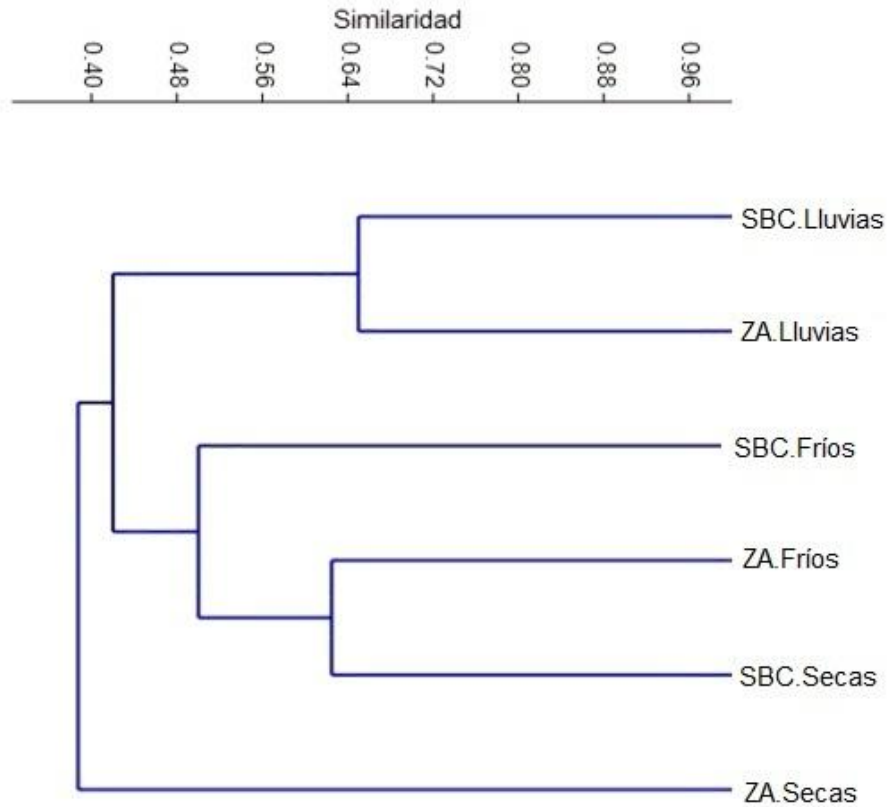 Similaridad
0.40 0.48 0.56 0.64 0.72 0.80 0.88 0.96
SBC.Lluvias
ZA.Lluvias
SBC.Fríos
ZA.Fríos
SBC.Secas
ZA.Secas